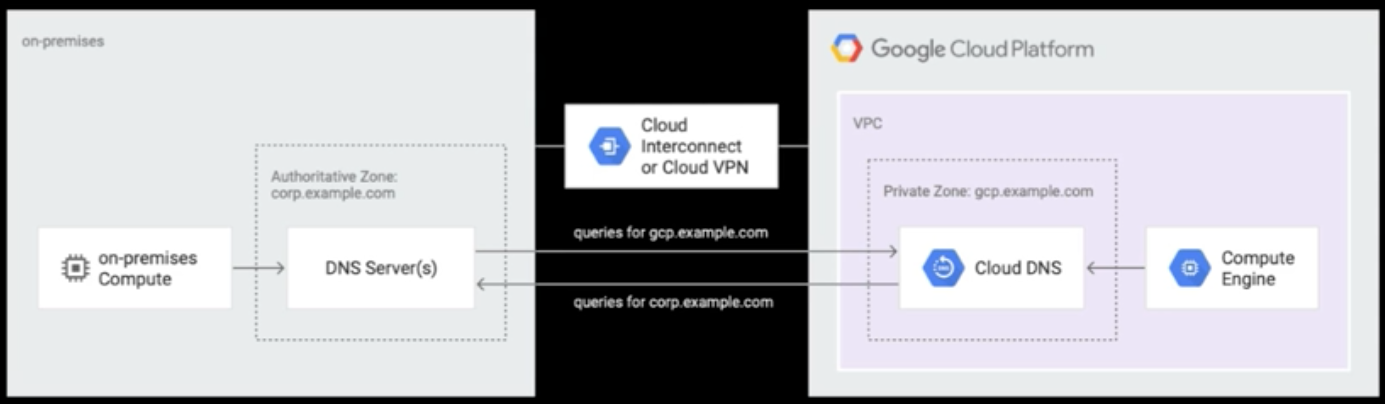 on-premises
Google Cloud Platform
Cloud
Interconnect
or Cloud VPN
VPC
Authoritative Zone:
corp.example.com
Private Zone: gcp.example.com
queries for gcp.example.com
on-premises
Compute
DNS Server(s)
Cloud DNS
Compute
Engine
queries for corp.example.com